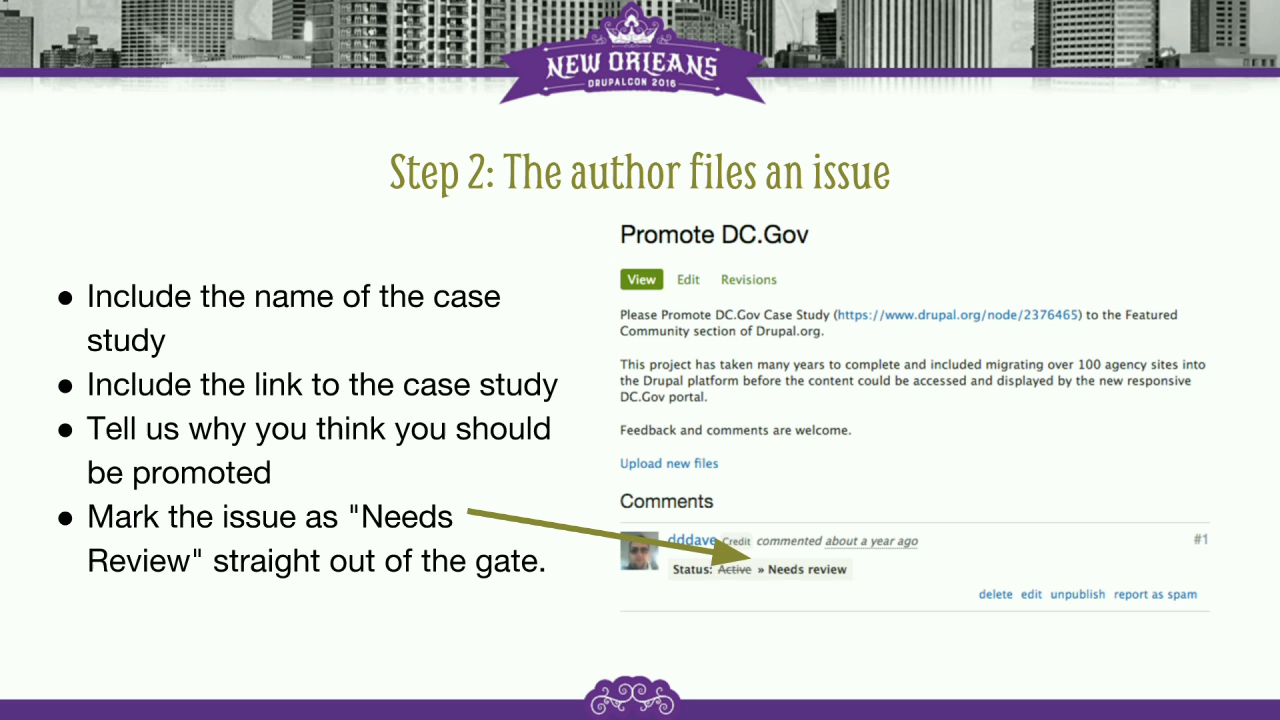 NEW ORLEANS
DRUPALCON 2016
Step 2: The author files an issue
● Include the name of the case
study
● Include the link to the case study
● Tell us why you think you should
be promoted
● Mark the issue as "Needs
Review" straight out of the gate.
Promote DC.Gov
View Edit Revisions
Please Promote DC.Gov Case Study (https://www.drupal.org/node/2376465) to the Featured
Community section of Drupal.org.
This project has taken many years to complete and included migrating over 100 agency sites into
the Drupal platform before the content could be accessed and displayed by the new responsive
DC.Gov portal.
Feedback and comments are welcome.
Upload new files
Comments
dddave Credit commented about a year ago #1
Status: Active » Needs review
delete edit unpublish report as spam